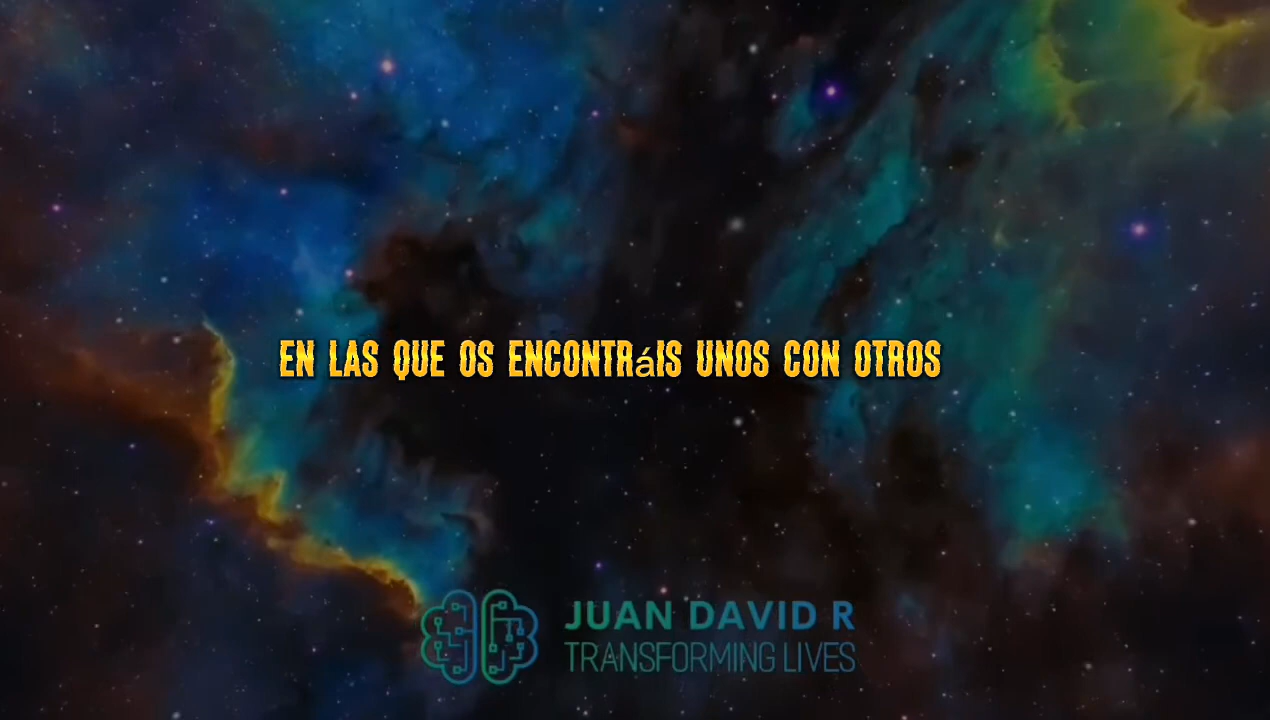 EN LAS QUE OS ENCONTRáIS UNOS CON OTROS
JUAN DAVID R
TRANSFORMING LIVES